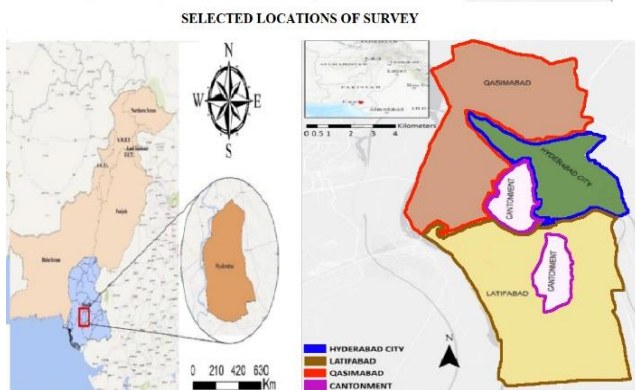 SELECTED LOCATIONS OF SURVEY
N
W
E
S
Northern Areas
Punjab
Balochistan
Hyderabad
0 210 420 630
Km
Kilometers
0 0.5 1 2 3 4
QASIMABAD
HYDERABAD CITY
CANTONMENT
CANTONMENT
LATIFABAD
N
HYDERABAD CITY
LATIFABAD
QASIMABAD
CANTONMENT